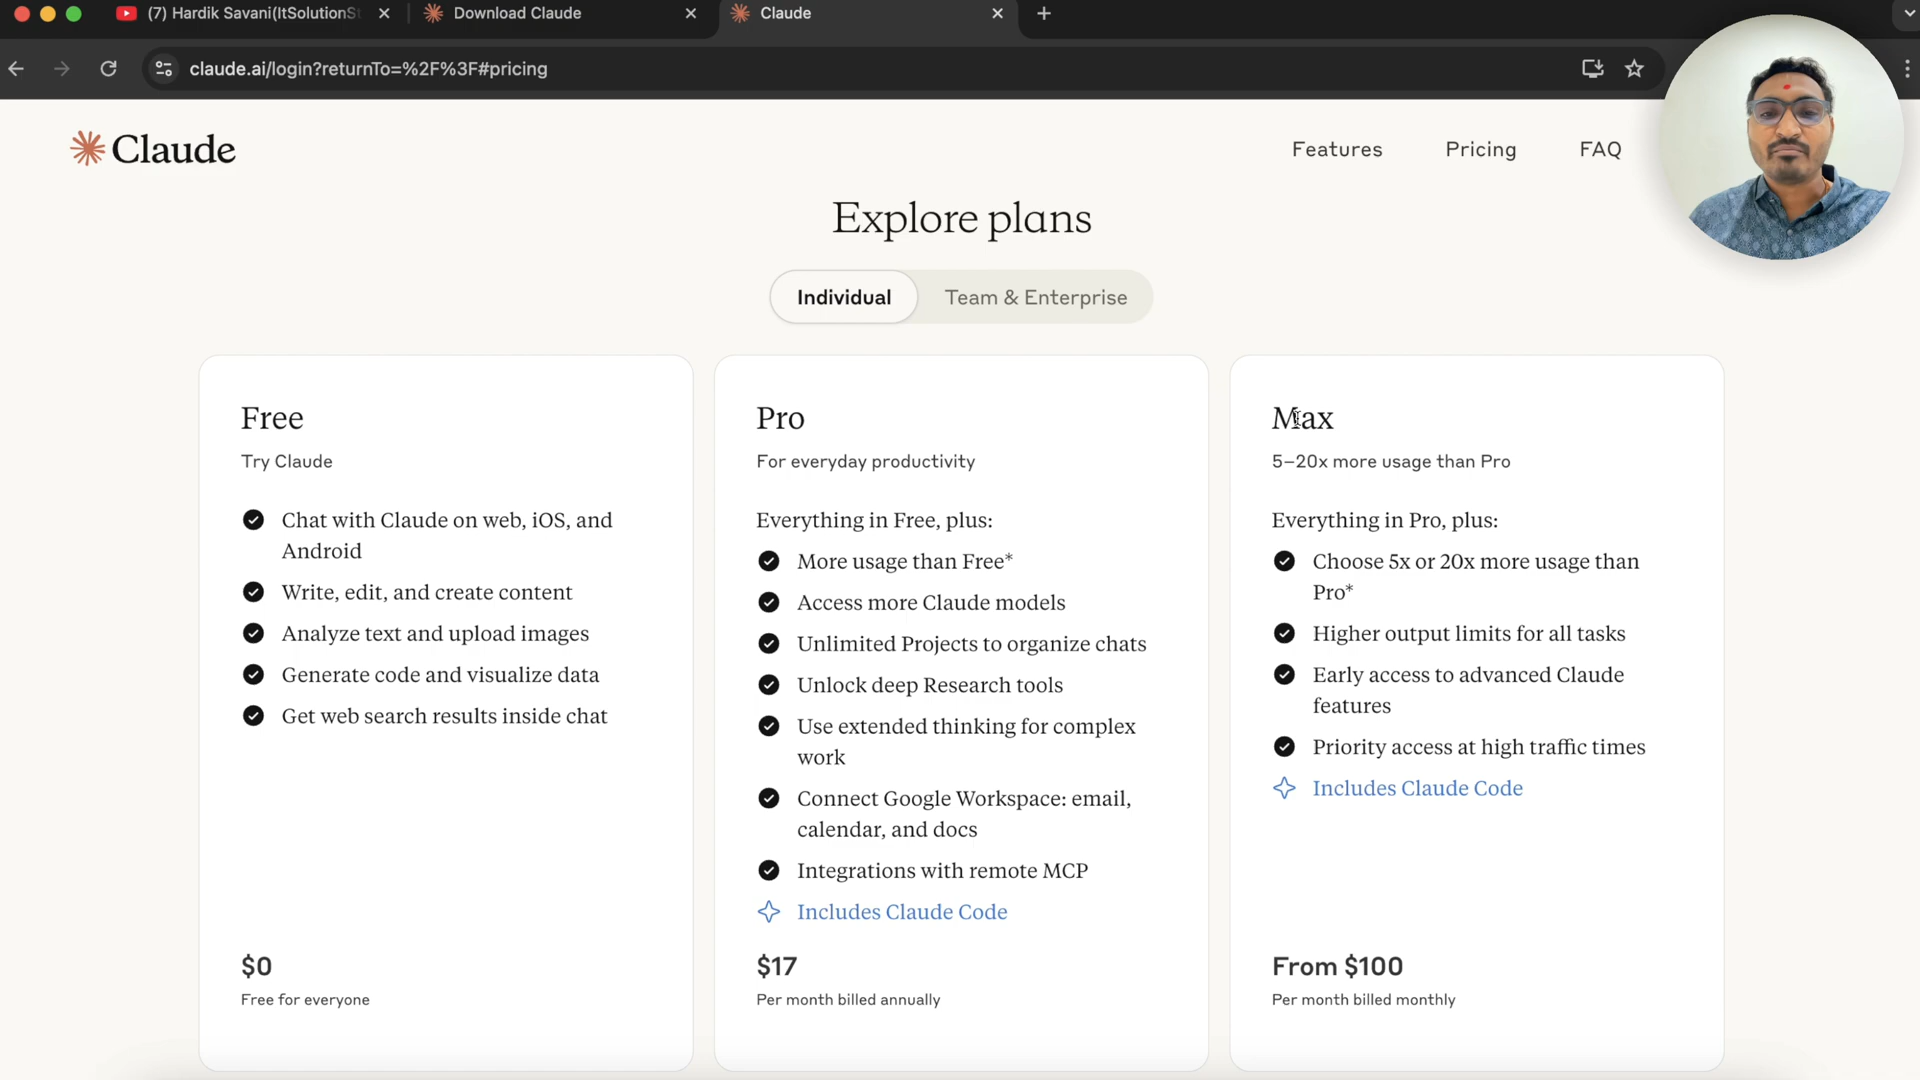 (7) Hardik Savani(ItSolutionSt
Download Claude
Claude
claude.ai/login?returnTo=%2F%3F#pricing
Claude
Features
Pricing
FAQ
Explore plans
Individual
Team & Enterprise
Free
Try Claude
Chat with Claude on web, iOS, and
Android
Write, edit, and create content
Analyze text and upload images
Generate code and visualize data
Get web search results inside chat
$0
Free for everyone
Pro
For everyday productivity
Everything in Free, plus:
More usage than Free*
Access more Claude models
Unlimited Projects to organize chats
Unlock deep Research tools
Use extended thinking for complex
work
Connect Google Workspace: email,
calendar, and docs
Integrations with remote MCP
Includes Claude Code
$17
Per month billed annually
Max
5–20x more usage than Pro
Everything in Pro, plus:
Choose 5x or 20x more usage than
Pro*
Higher output limits for all tasks
Early access to advanced Claude
features
Priority access at high traffic times
Includes Claude Code
From $100
Per month billed monthly